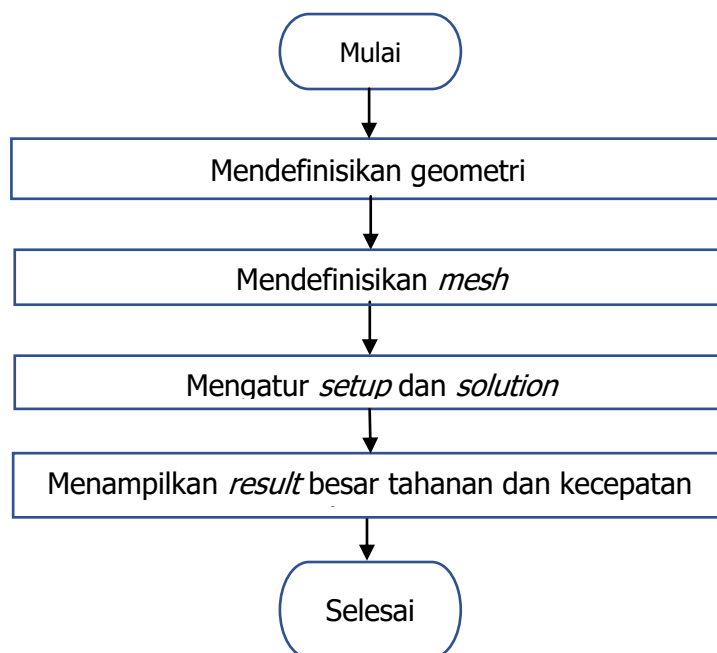 Mulai
Mendefinisikan geometri
Mendefinisikan mesh
Mengatur setup dan solution
Menampilkan result besar tahanan dan kecepatan
Selesai